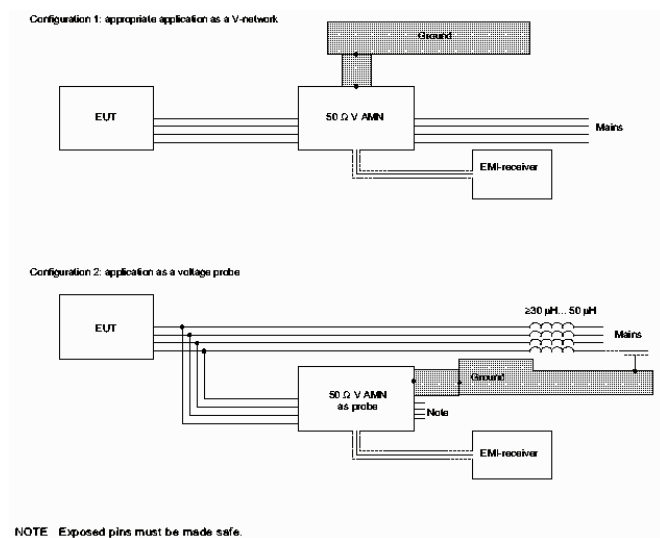 Configuration 1: appropriate application as a V-network
Ground
EUT
50 Ω V AMN
Mains
EMI-receiver
Configuration 2: application as a voltage probe
≥30 µH... 50 µH
EUT
Mains
Ground
50 Ω V AMN
as probe
Note
EMI-receiver
NOTE Exposed pins must be made safe.